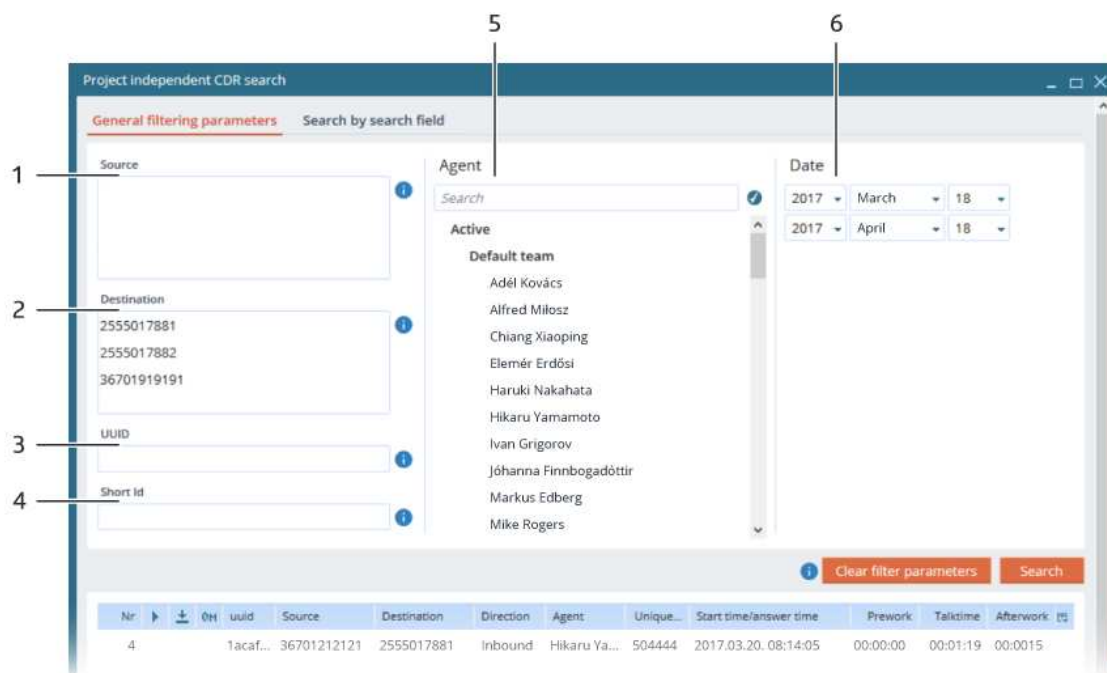 5 6
Project independent CDR search
General filtering parameters Search by search field
1 Source Agent Date
Search 2017 March 18
2017 April 18
Active
Default team
Adél Kovács
Alfred Miłosz
Chiang Xiaoping
Elemér Erdősi
Haruki Nakahata
Hikaru Yamamoto
Ivan Grigorov
Jóhanna Finnbogadóttir
Markus Edberg
Mike Rogers
2 Destination
2555017881
2555017882
36701919191
3 UUID
4 Short Id
Clear filter parameters Search
Nr uuid Source Destination Direction Agent Unique... Start time/answer time Prework Talktime Afterwork
4 1acaf... 36701212121 2555017881 Inbound Hikaru Ya... 504444 2017.03.20. 08:14:05 00:00:00 00:01:19 00:0015